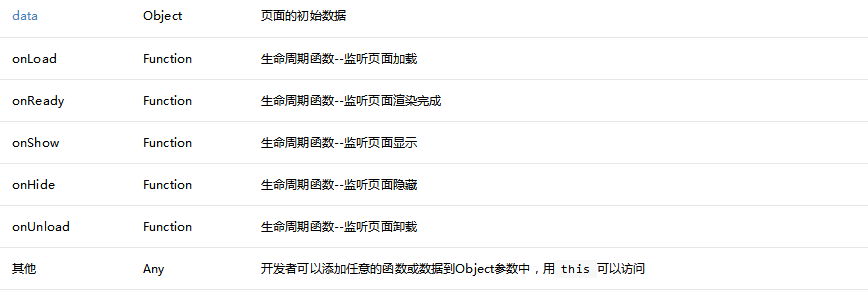 data Object 页面的初始数据
onLoad Function 生命周期函数--监听页面加载
onReady Function 生命周期函数--监听页面渲染完成
onShow Function 生命周期函数--监听页面显示
onHide Function 生命周期函数--监听页面隐藏
onUnload Function 生命周期函数--监听页面卸载
其他 Any 开发者可以添加任意的函数或数据到Object参数中，用 this 可以访问